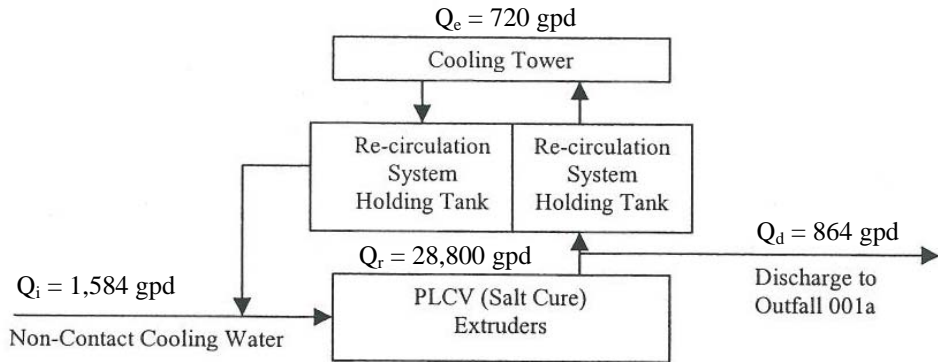 Qₑ = 720 gpd
Cooling Tower
Re-circulation
System
Holding Tank
Re-circulation
System
Holding Tank
Q_d = 864 gpd
Qᵣ = 28,800 gpd
Discharge to
Outfall 001a
Qᵢ = 1,584 gpd
PLCV (Salt Cure)
Extruders
Non-Contact Cooling Water